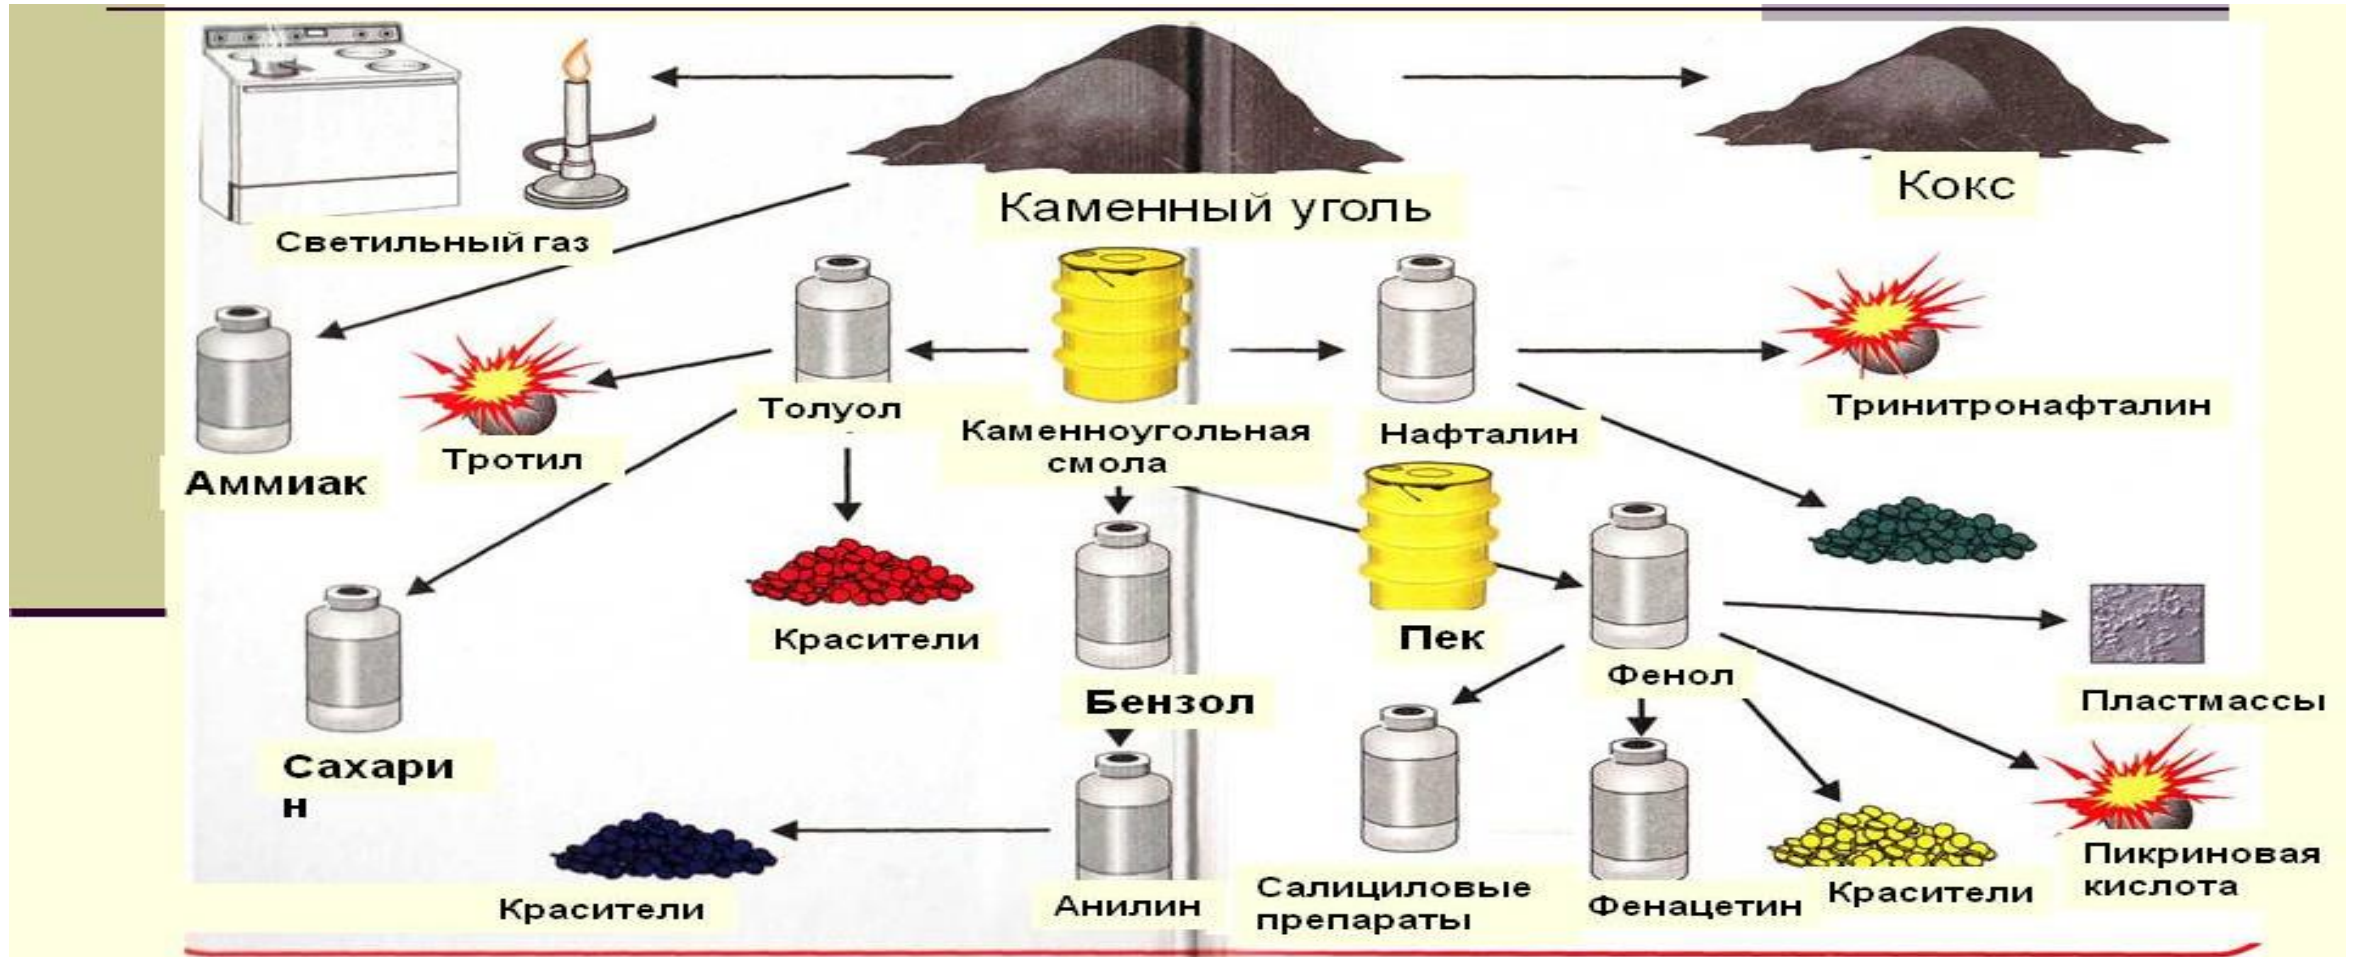 Каменный уголь
Кокс
Светильный газ
Толуол
Каменноугольная
смола
Нафталин
Тринитронафталин
Аммиак
Тротил
Красители
Пек
Фенол
Пластмассы
Бензол
Сахари
н
Красители
Анилин
Салициловые
препараты
Фенацетин
Красители
Пикриновая
кислота